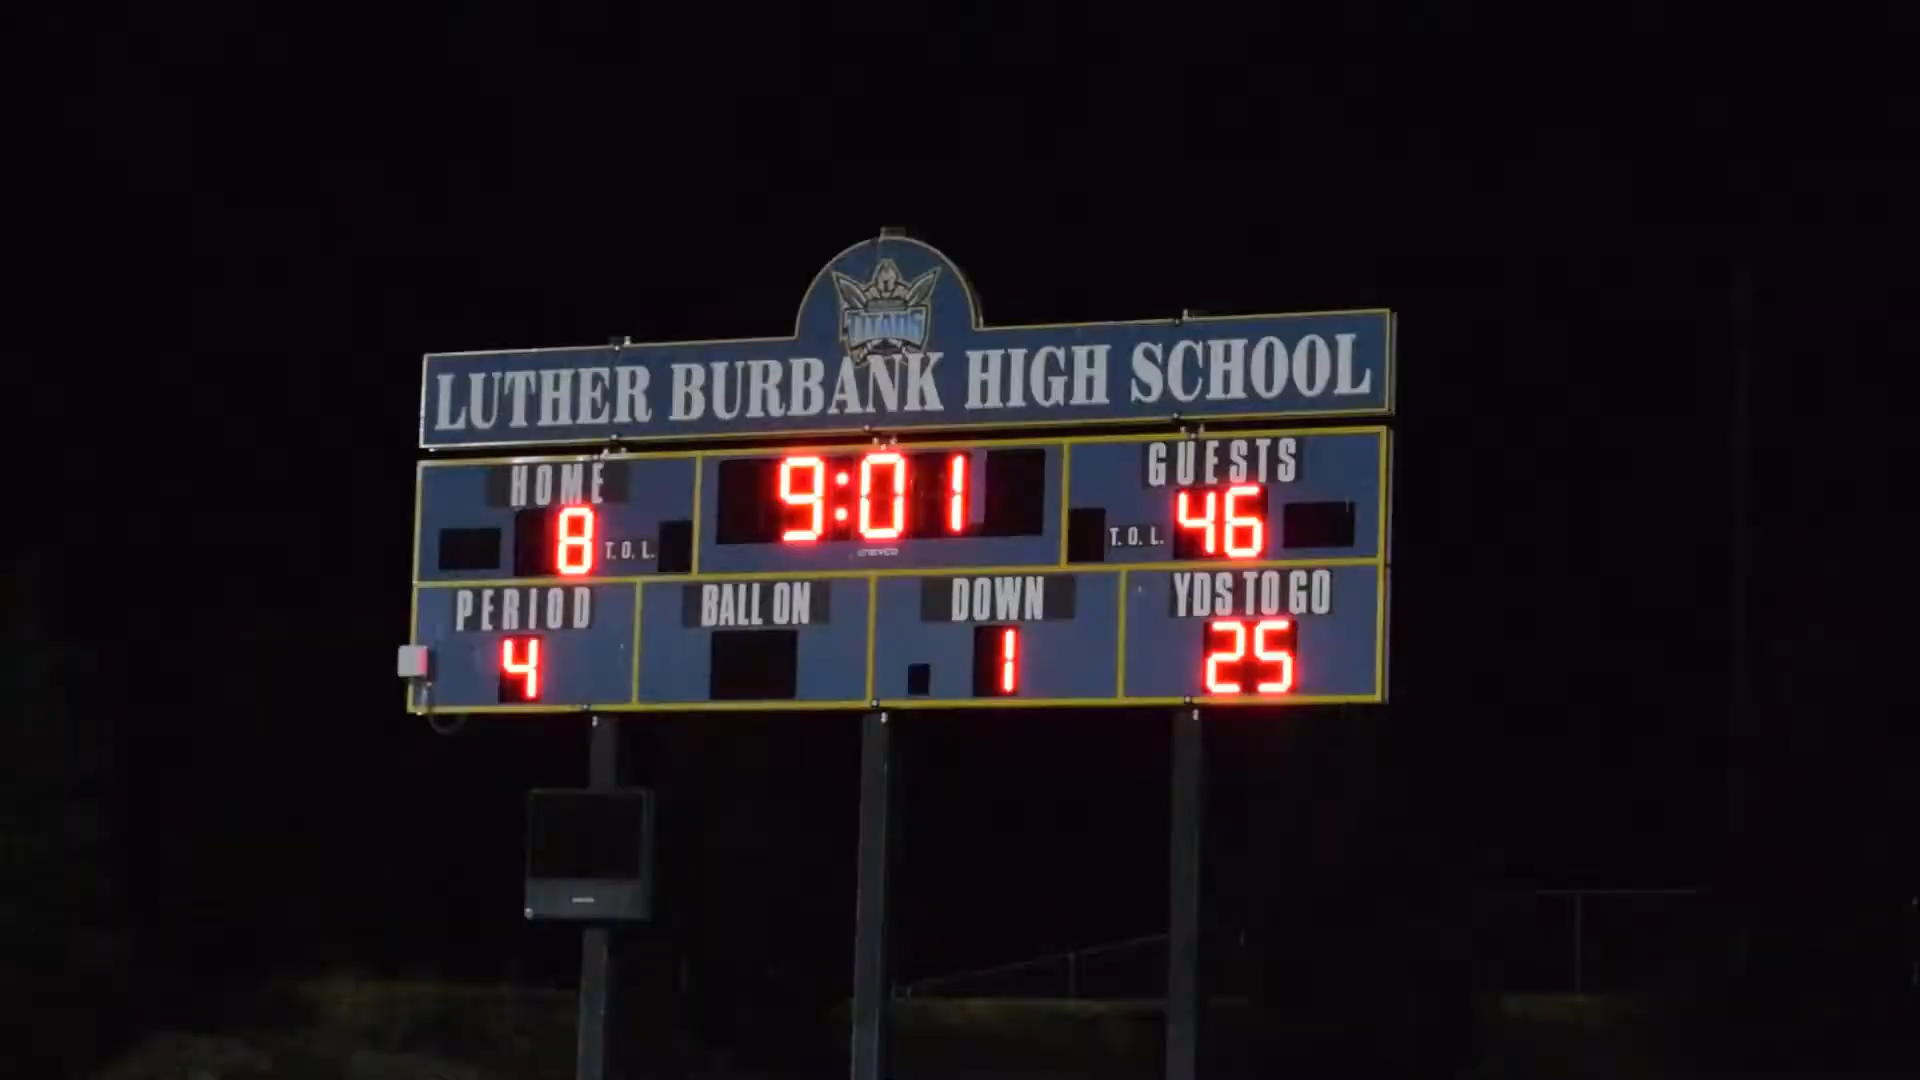 TITANS
LUTHER BURBANK HIGH SCHOOL
HOME
8 T.O.L.
9:01
GUESTS
T.O.L. 46
PERIOD
4
BALL ON
DOWN
1
YDS TO GO
25